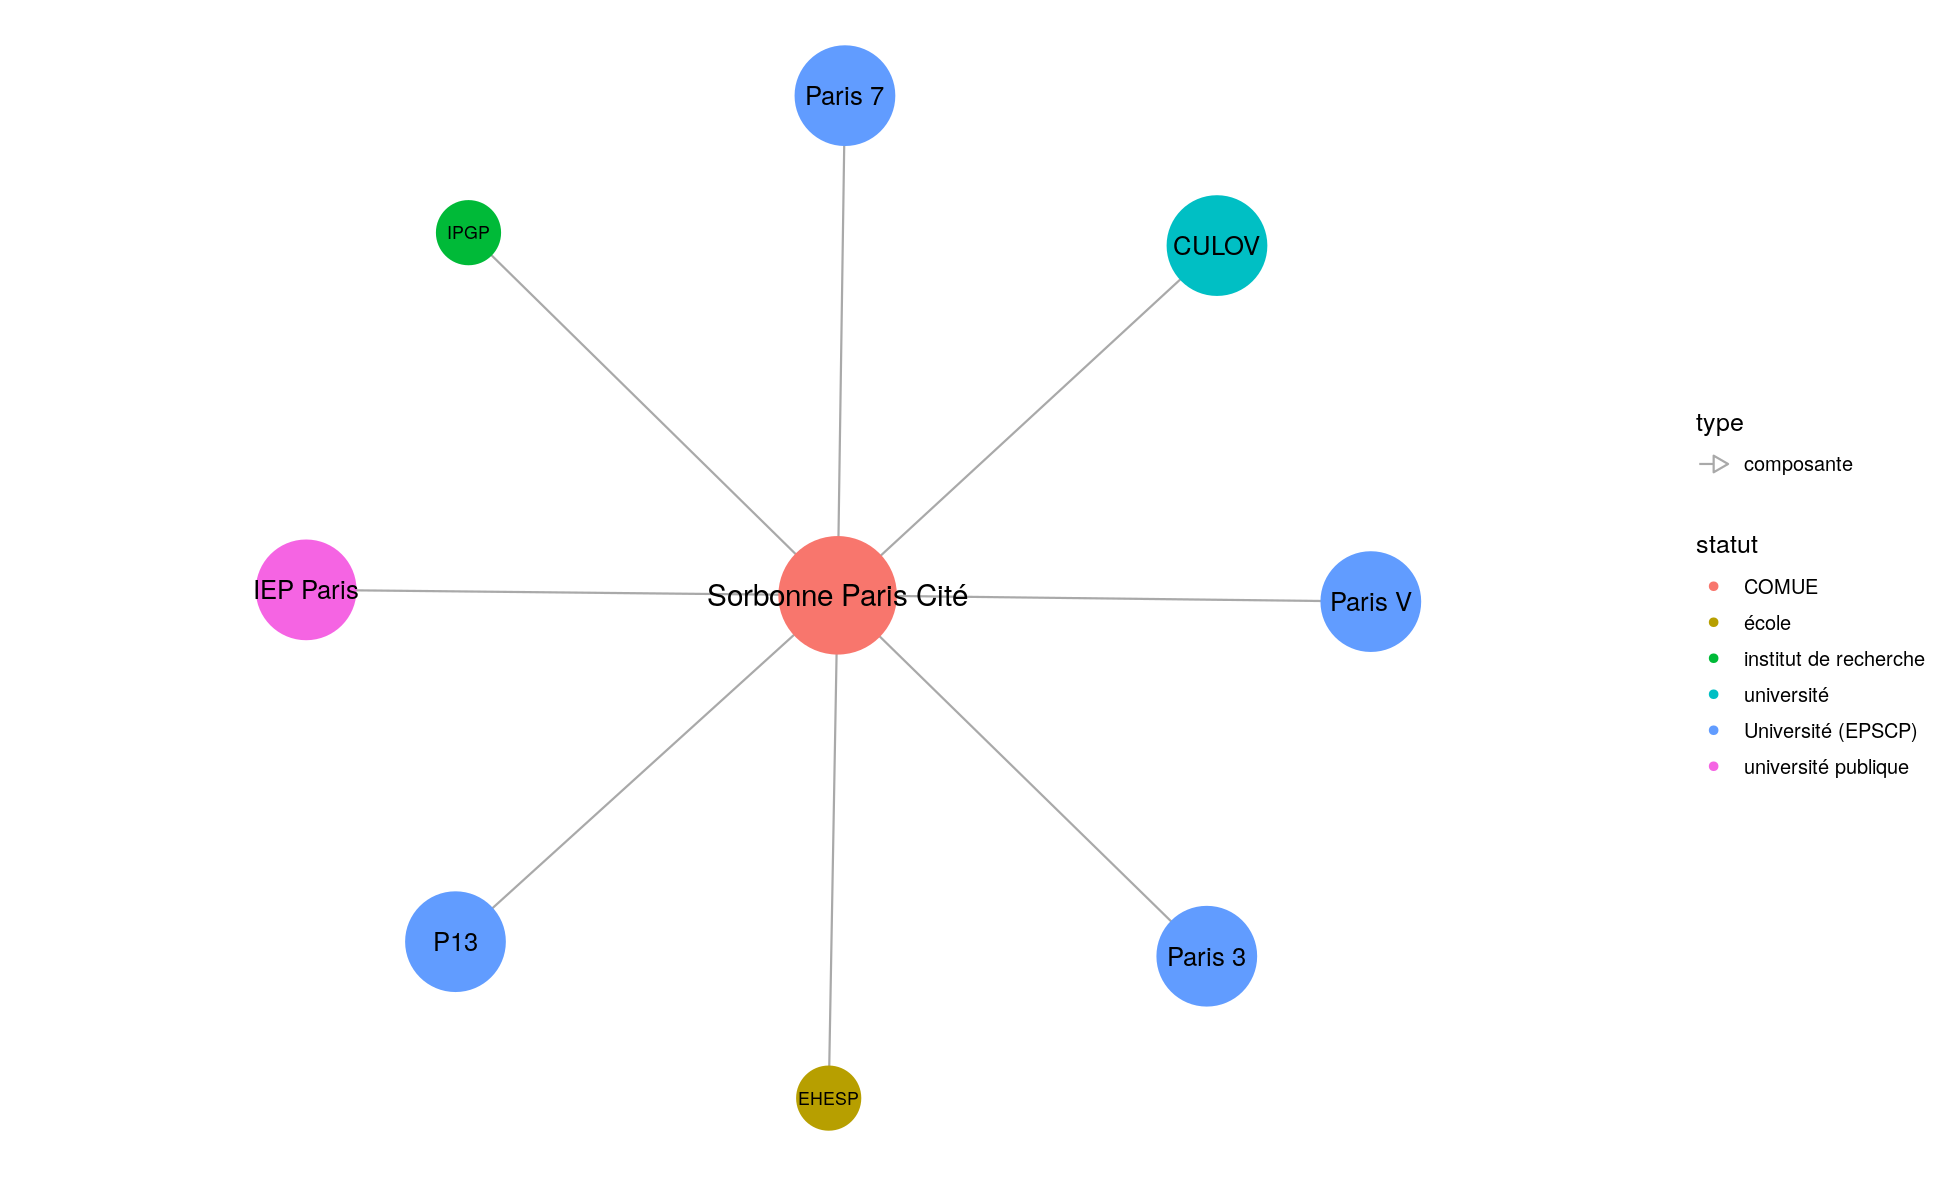 Paris 7
IPGP
CULOV
IEP Paris
Sorbonne Paris Cité
Paris V
P13
Paris 3
EHESP
type
composante
statut
COMUE
école
institut de recherche
université
Université (EPSCP)
université publique